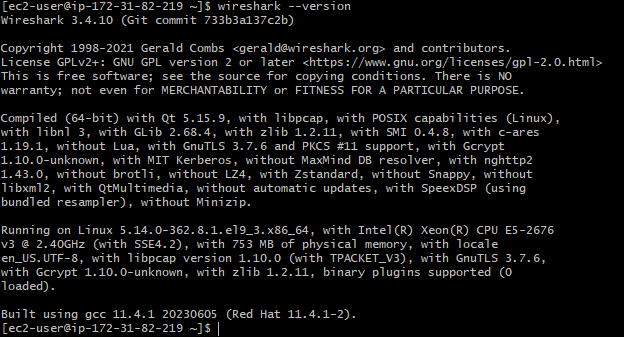 [ec2-user@ip-172-31-82-219 ~]$ wireshark --version
Wireshark 3.4.10 (Git commit 733b3a137c2b)
Copyright 1998-2021 Gerald Combs <gerald@wireshark.org> and contributors.
License GPLv2+: GNU GPL version 2 or later <https://www.gnu.org/licenses/gpl-2.0.html>
This is free software; see the source for copying conditions. There is NO
warranty; not even for MERCHANTABILITY or FITNESS FOR A PARTICULAR PURPOSE.
Compiled (64-bit) with Qt 5.15.9, with libpcap, with POSIX capabilities (Linux),
with libnl 3, with GLib 2.68.4, with zlib 1.2.11, with SMI 0.4.8, with c-ares
1.19.1, without Lua, with GnuTLS 3.7.6 and PKCS #11 support, with Gcrypt
1.10.0-unknown, with MIT Kerberos, without MaxMind DB resolver, with nghttp2
1.43.0, without brotli, without LZ4, with Zstandard, without Snappy, without
libxml2, with QtMultimedia, without automatic updates, with SpeexDSP (using
bundled resampler), without Minizip.
Running on Linux 5.14.0-362.8.1.el9_3.x86_64, with Intel(R) Xeon(R) CPU E5-2676
v3 @ 2.40GHz (with SSE4.2), with 753 MB of physical memory, with locale
en_US.UTF-8, with libpcap version 1.10.0 (with TPACKET_V3), with GnuTLS 3.7.6,
with Gcrypt 1.10.0-unknown, with zlib 1.2.11, binary plugins supported (0
loaded).
Built using gcc 11.4.1 20230605 (Red Hat 11.4.1-2).
[ec2-user@ip-172-31-82-219 ~]$